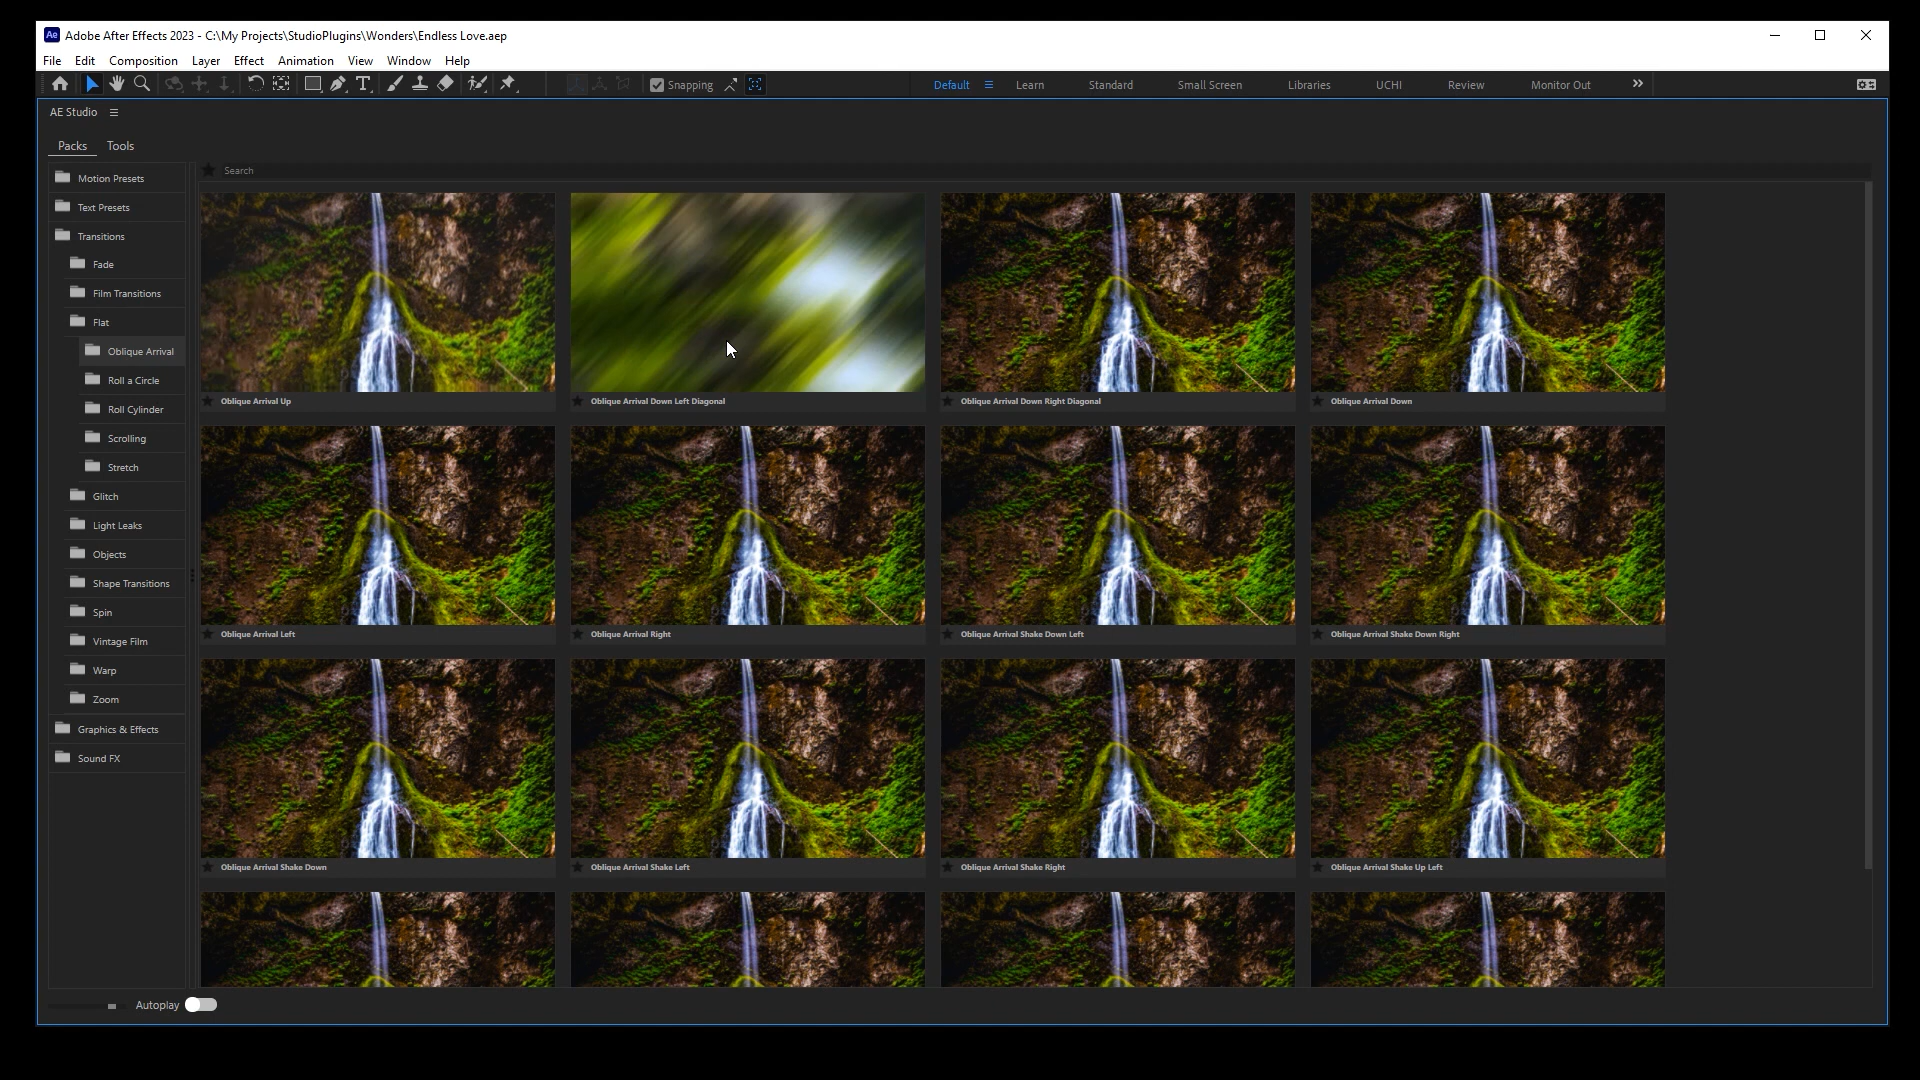 Ae Adobe After Effects 2023 - C:\My Projects\StudioPlugins\Wonders\Endless Love.aep
File Edit Composition Layer Effect Animation View Window Help
T Snapping Default Learn Standard Small Screen Libraries UCHI Review Monitor Out
AE Studio
Packs Tools
Search
Motion Presets
Text Presets
Transitions
Fade
Film Transitions
Flat
Oblique Arrival
Roll a Circle
Roll Cylinder
Scrolling
Stretch
Glitch
Light Leaks
Objects
Shape Transitions
Spin
Vintage Film
Warp
Zoom
Graphics & Effects
Sound FX
Oblique Arrival Up
Oblique Arrival Down Left Diagonal
Oblique Arrival Down Right Diagonal
Oblique Arrival Down
Oblique Arrival Left
Oblique Arrival Right
Oblique Arrival Shake Down Left
Oblique Arrival Shake Down Right
Oblique Arrival Shake Down
Oblique Arrival Shake Left
Oblique Arrival Shake Right
Oblique Arrival Shake Up Left
Autoplay